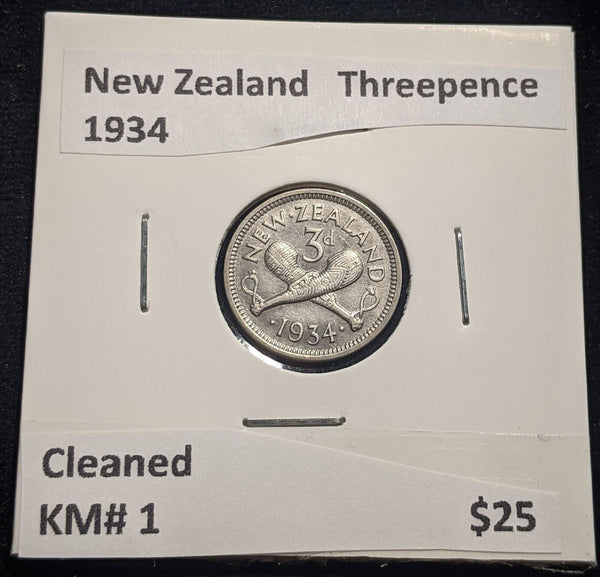 New Zealand Threepence
1934
NEW·ZEALAND
3d
·1934·
Cleaned
KM# 1 $25